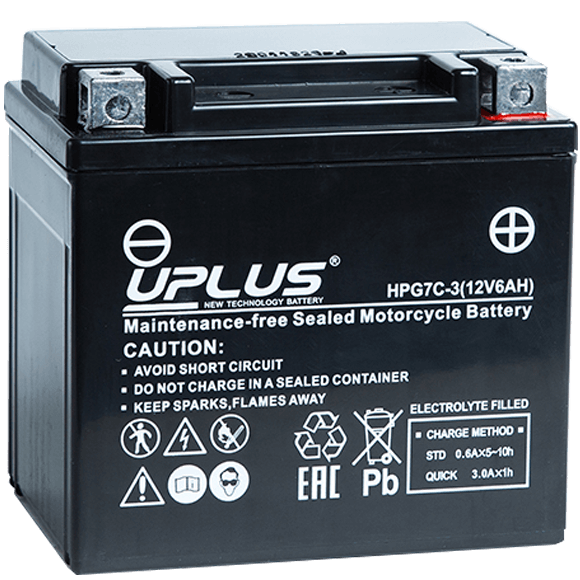 UPLUS®
NEW TECHNOLOGY BATTERY
HPG7C-3(12V6AH)
Maintenance-free Sealed Motorcycle Battery
CAUTION:
▪ AVOID SHORT CIRCUIT
▪ DO NOT CHARGE IN A SEALED CONTAINER
▪ KEEP SPARKS,FLAMES AWAY
ELECTROLYTE FILLED
▪ CHARGE METHOD ▪
STD 0.6A×5~10h
QUICK 3.0A×1h
EAC Pb